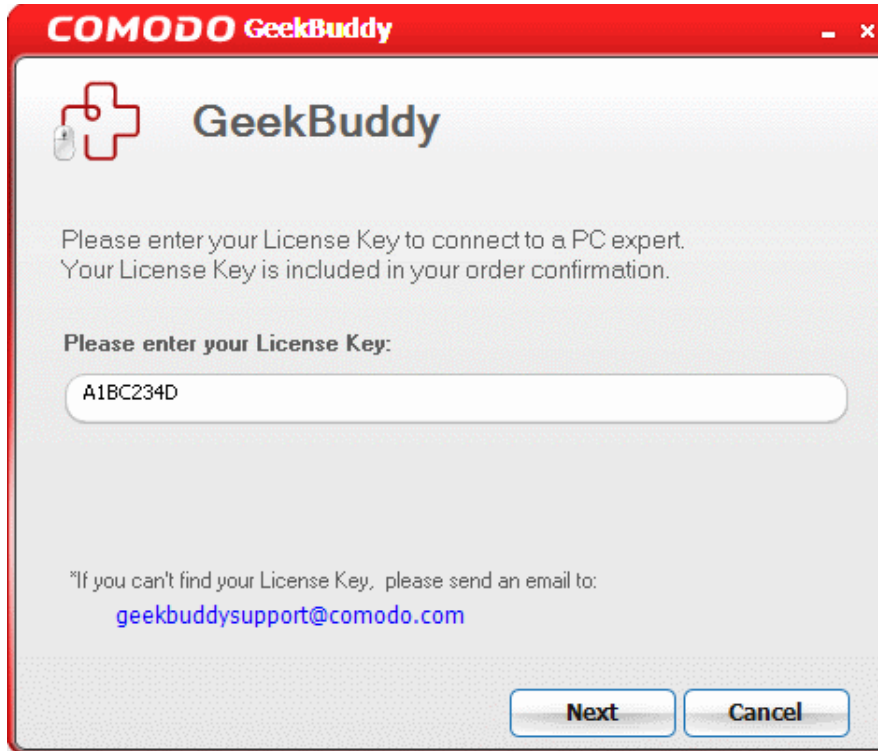 COMODO GeekBuddy
GeekBuddy
Please enter your License Key to connect to a PC expert.
Your License Key is included in your order confirmation.
Please enter your License Key:
A1BC234D
*If you can't find your License Key, please send an email to:
geekbuddysupport@comodo.com
Next Cancel